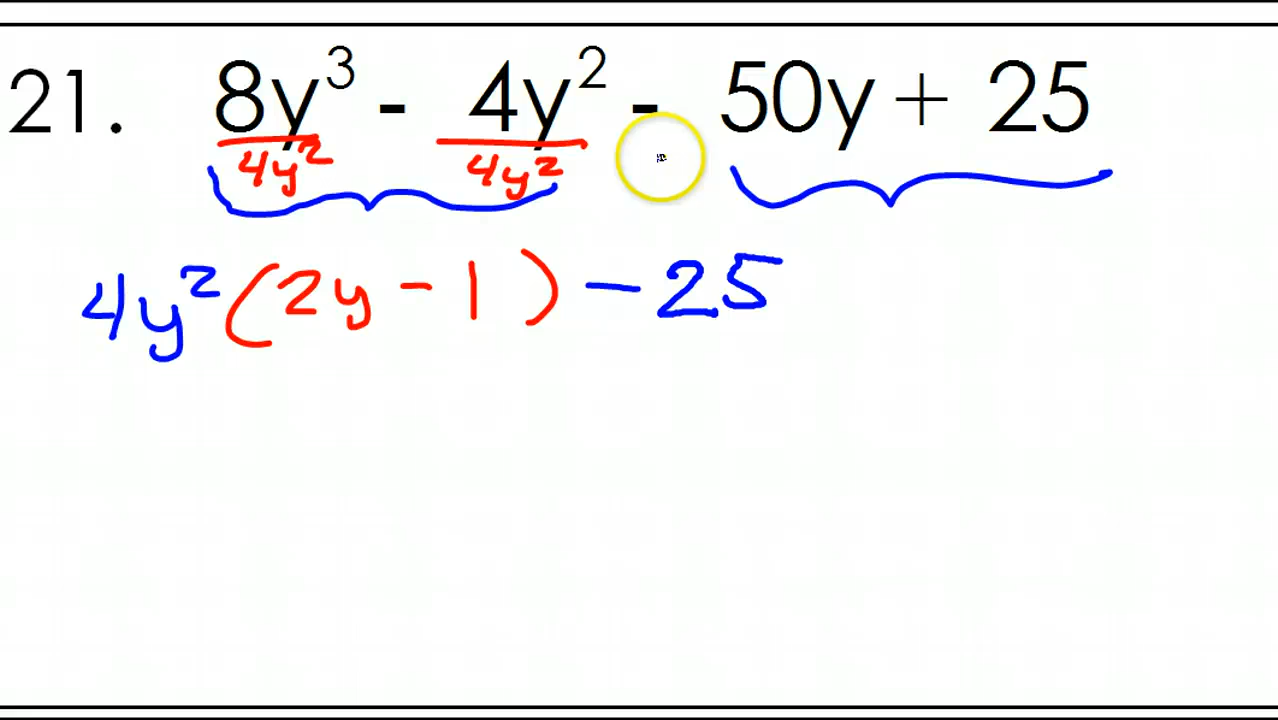 21. 8y³ - 4y² - 50y + 25
4y² 4y²
4y²(2y - 1) - 25